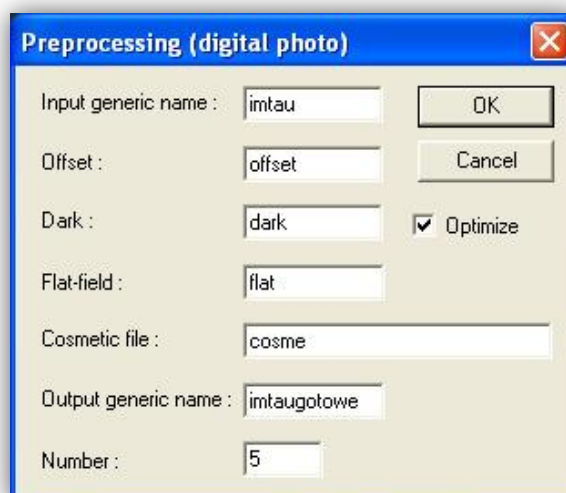 Preprocessing (digital photo)
Input generic name : imtau OK
Offset : offset Cancel
Dark : dark Optimize
Flat-field : flat
Cosmetic file : cosme
Output generic name : imtaugotowe
Number : 5